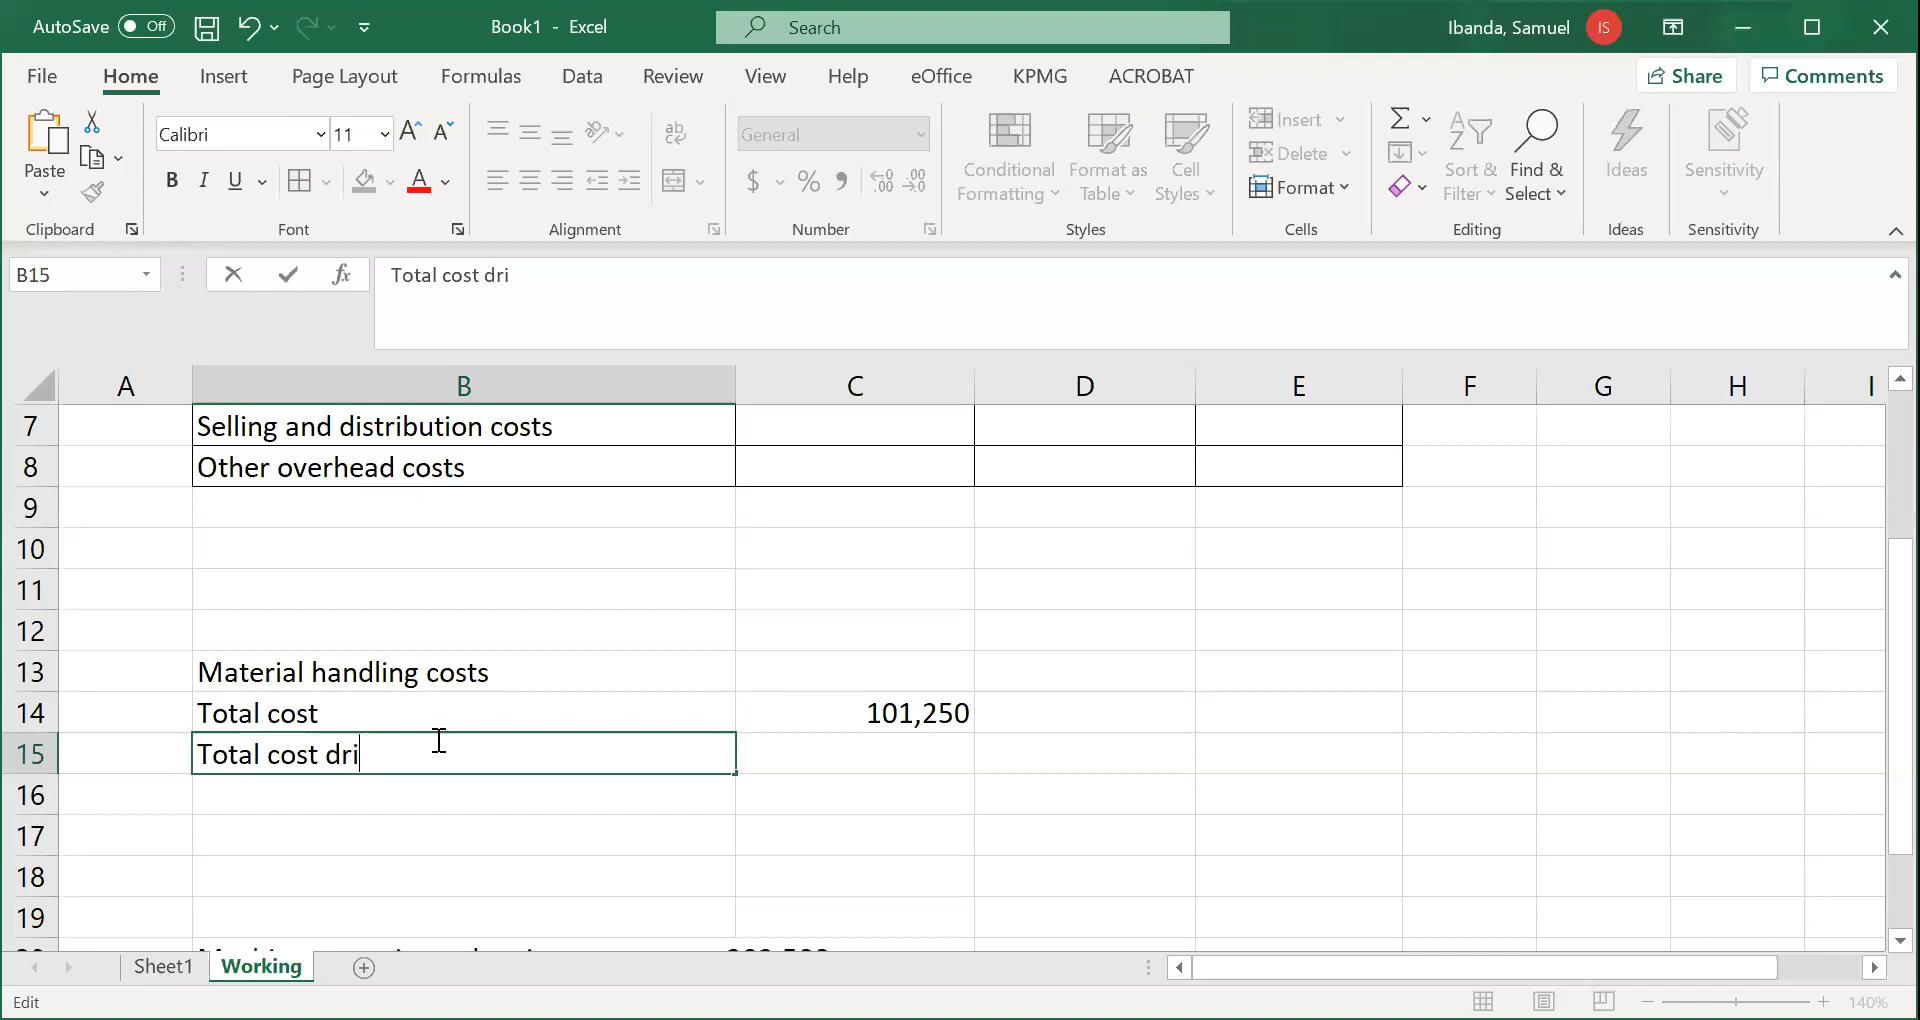 AutoSave Off Book1 - Excel Search Ibanda, Samuel IS
File Home Insert Page Layout Formulas Data Review View Help eOffice KPMG ACROBAT Share Comments
Paste Calibri 11 A A ab General Conditional Formatting Format as Table Cell Styles Insert Delete Format Sort & Filter Find & Select Ideas Sensitivity
B I U A $ % .00 .00
Clipboard Font Alignment Number Styles Cells Editing Ideas Sensitivity
B15 fx Total cost dri
A B C D E F G H I
7 Selling and distribution costs
8 Other overhead costs
9
10
11
12
13 Material handling costs
14 Total cost 101,250
15 Total cost dri
16
17
18
19
Sheet1 Working
Edit 140%